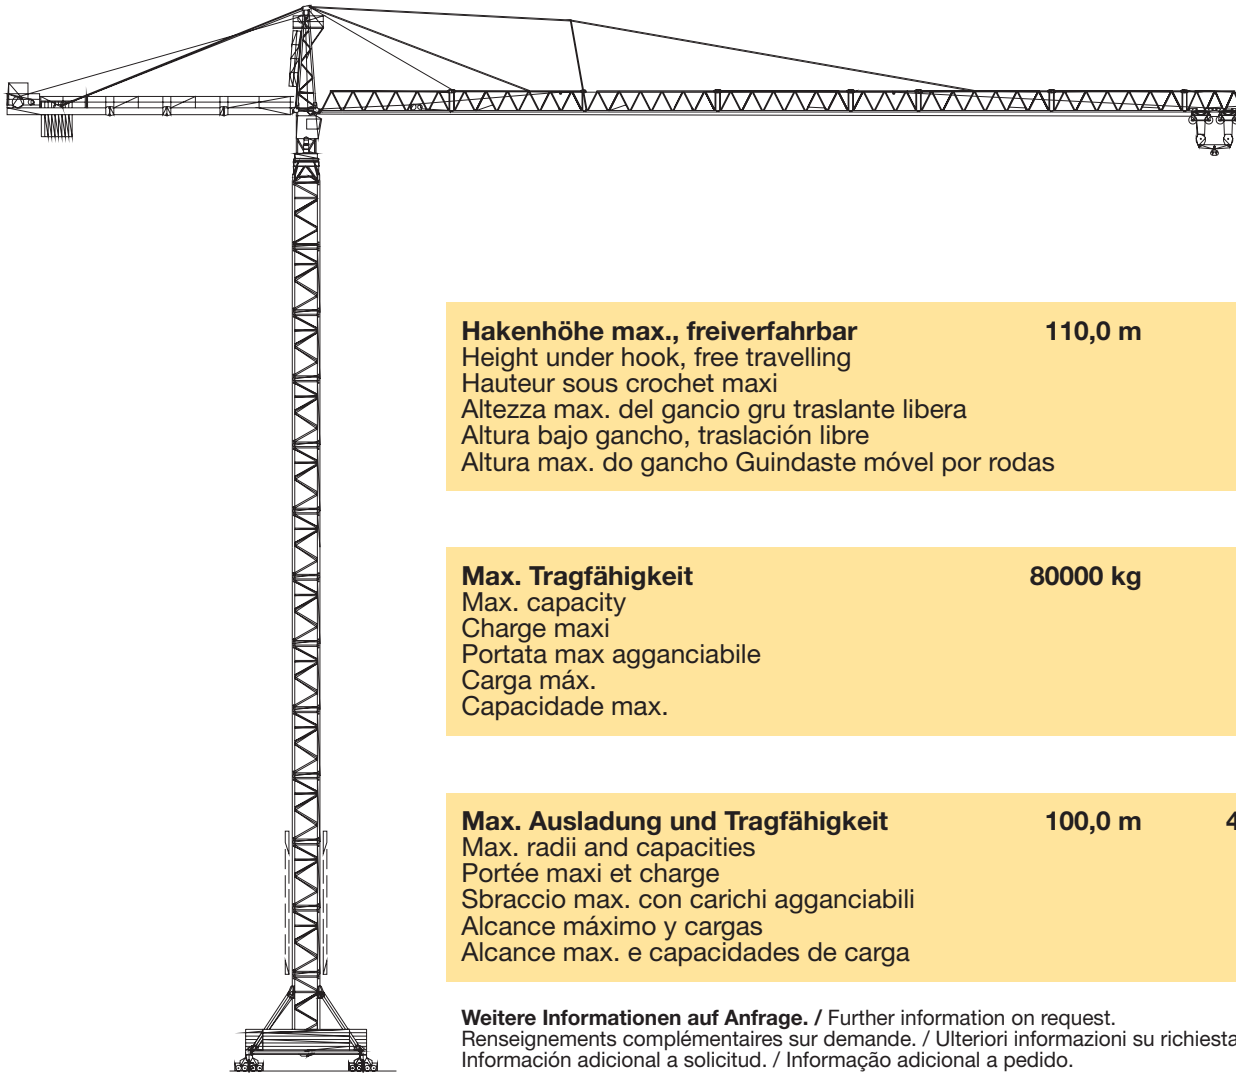 Hakenhöhe max., freiverfahrbar 110,0 m
Height under hook, free travelling
Hauteur sous crochet maxi
Altezza max. del gancio gru traslante libera
Altura bajo gancho, traslación libre
Altura max. do gancho Guindaste móvel por rodas
Max. Tragfähigkeit 80000 kg
Max. capacity
Charge maxi
Portata max agganciabile
Carga máx.
Capacidade max.
Max. Ausladung und Tragfähigkeit 100,0 m 4
Max. radii and capacities
Portée maxi et charge
Sbraccio max. con carichi agganciabili
Alcance máximo y cargas
Alcance max. e capacidades de carga
Weitere Informationen auf Anfrage. / Further information on request.
Renseignements complémentaires sur demande. / Ulteriori informazioni su richiesta
Información adicional a solicitud. / Informação adicional a pedido.